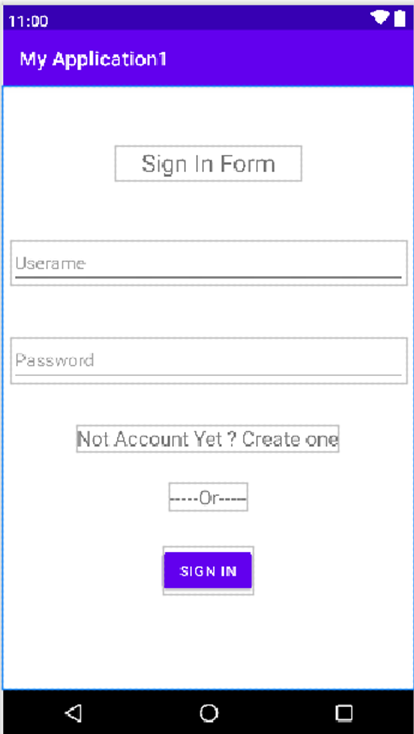 11:00
My Application1
Sign In Form
Userame
Password
Not Account Yet ? Create one
-----Or-----
SIGN IN